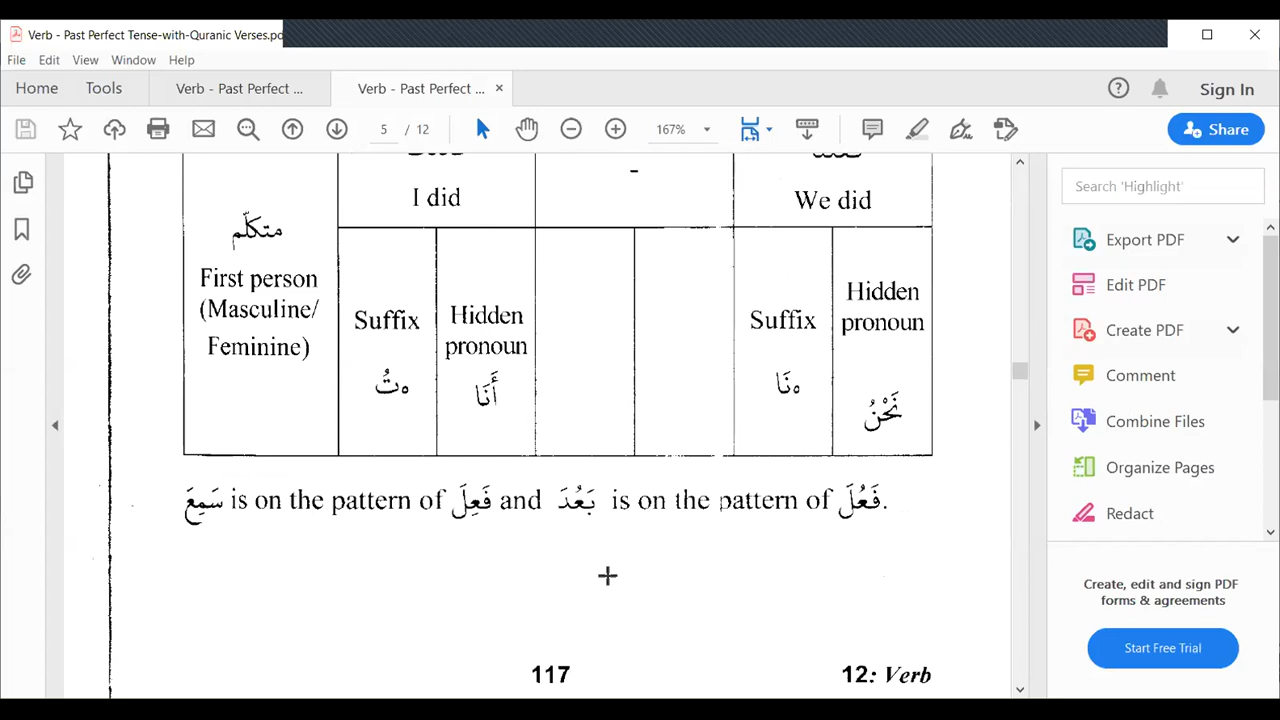 Verb - Past Perfect Tense-with-Quranic Verses.pd
File Edit View Window Help
Home Tools Verb - Past Perfect ... Verb - Past Perfect ... × Sign In
5 / 12 167% Share
-
I did We did
متكلّم
First person
(Masculine/
Feminine)
Suffix
ـتُ
Hidden
pronoun
أَنَا
Suffix
ـنَا
Hidden
pronoun
نَحْنُ
سَمِعَ is on the pattern of فَعِلَ and بَعُدَ is on the pattern of فَعُلَ.
117 12: Verb
Search 'Highlight'
Export PDF
Edit PDF
Create PDF
Comment
Combine Files
Organize Pages
Redact
Create, edit and sign PDF
forms & agreements
Start Free Trial